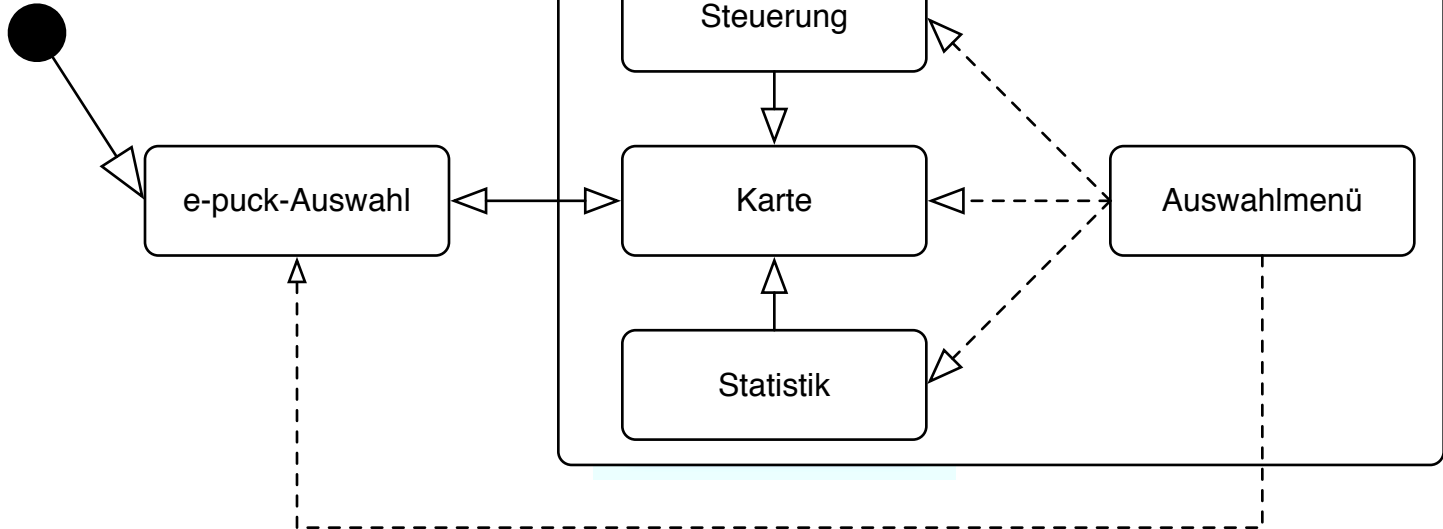 Steuerung
e-puck-Auswahl
Karte
Auswahlmenü
Statistik